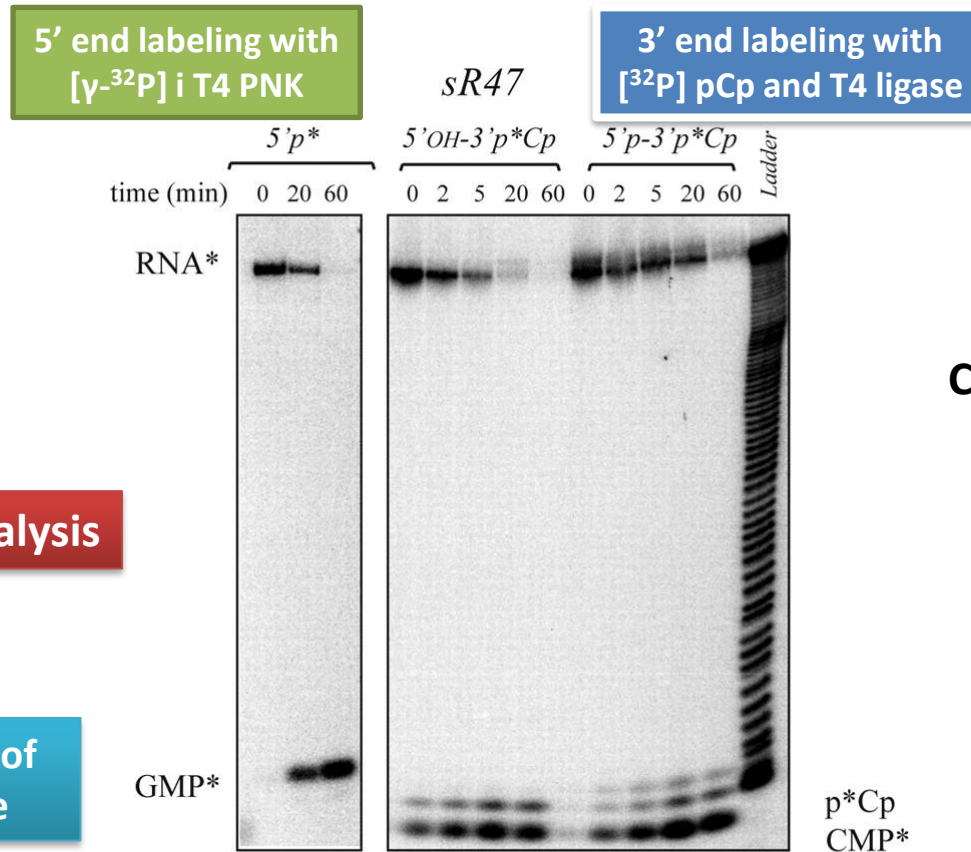 5’ end labeling with
[γ-³²P] i T4 PNK
sR47
3’ end labeling with
[³²P] pCp and T4 ligase
5’p*
5’OH-3’p*Cp
5’p-3’p*Cp
Ladder
time (min)
0 20 60
0 2 5 20 60
0 2 5 20 60
RNA*
C
alysis
of
e
GMP*
p*Cp
CMP*